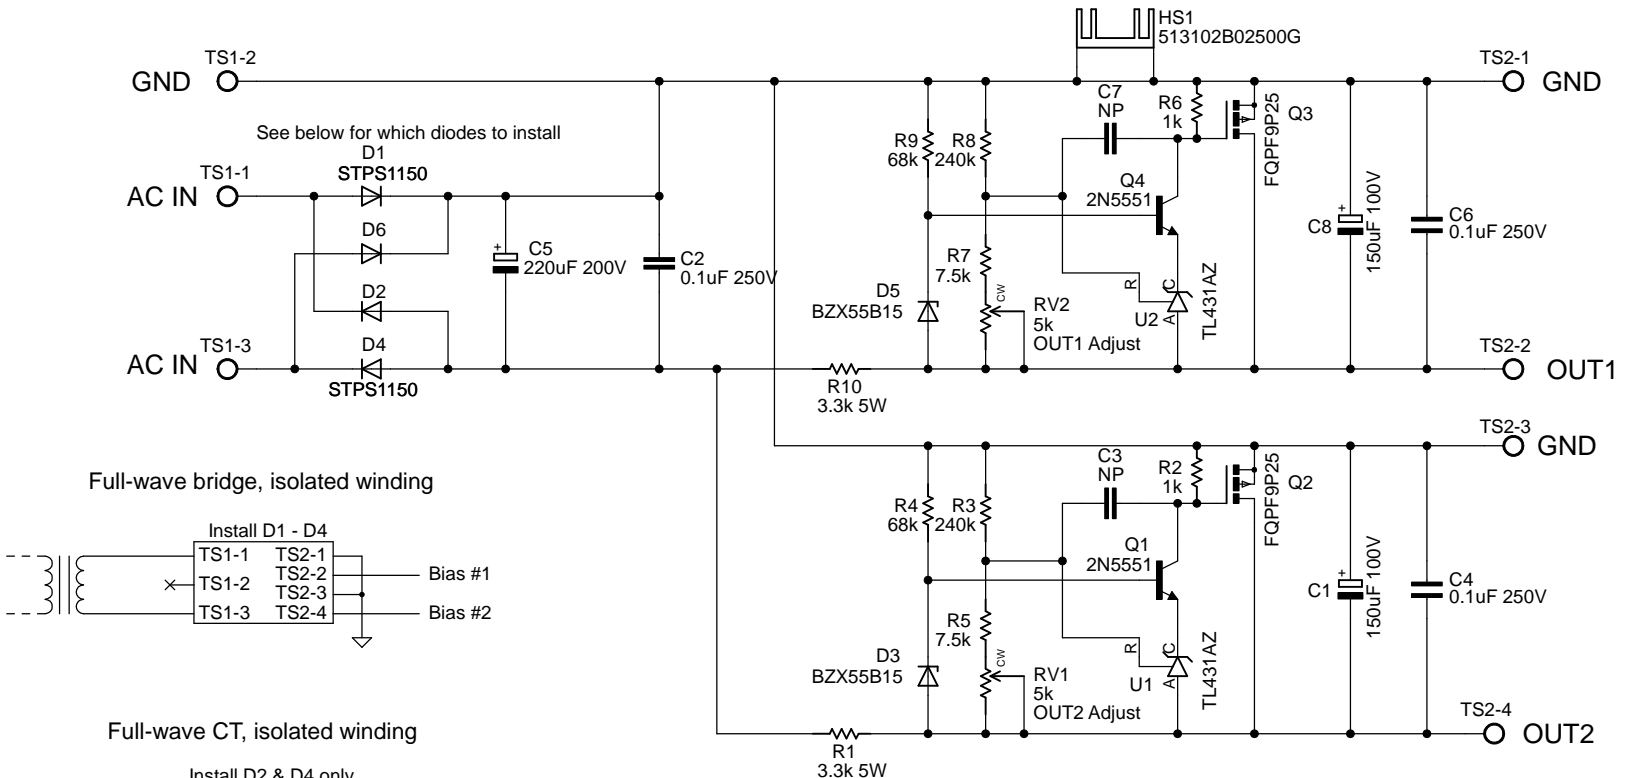 HS1
513102B02500G
TS1-2
GND
TS2-1
GND
See below for which diodes to install
D1
STPS1150
TS1-1
AC IN
D6
D2
D4
STPS1150
TS1-3
AC IN
+
C5
220uF 200V
C2
0.1uF 250V
R9
68k
R8
240k
C7
NP
R6
1k
Q3
FQPF9P25
Q4
2N5551
R7
7.5k
CW
D5
BZX55B15
RV2
5k
OUT1 Adjust
R
C
A
U2
TL431AZ
+
C8
150uF 100V
C6
0.1uF 250V
R10
3.3k 5W
TS2-2
OUT1
TS2-3
GND
R4
68k
R3
240k
C3
NP
R2
1k
Q2
FQPF9P25
Q1
2N5551
R5
7.5k
CW
D3
BZX55B15
RV1
5k
OUT2 Adjust
R
C
A
U1
TL431AZ
+
C1
150uF 100V
C4
0.1uF 250V
R1
3.3k 5W
TS2-4
OUT2
Full-wave bridge, isolated winding
Install D1 - D4
TS1-1 TS2-1
TS1-2 TS2-2
TS2-3
TS1-3 TS2-4
Bias #1
Bias #2
Full-wave CT, isolated winding
Install D2 & D4 only